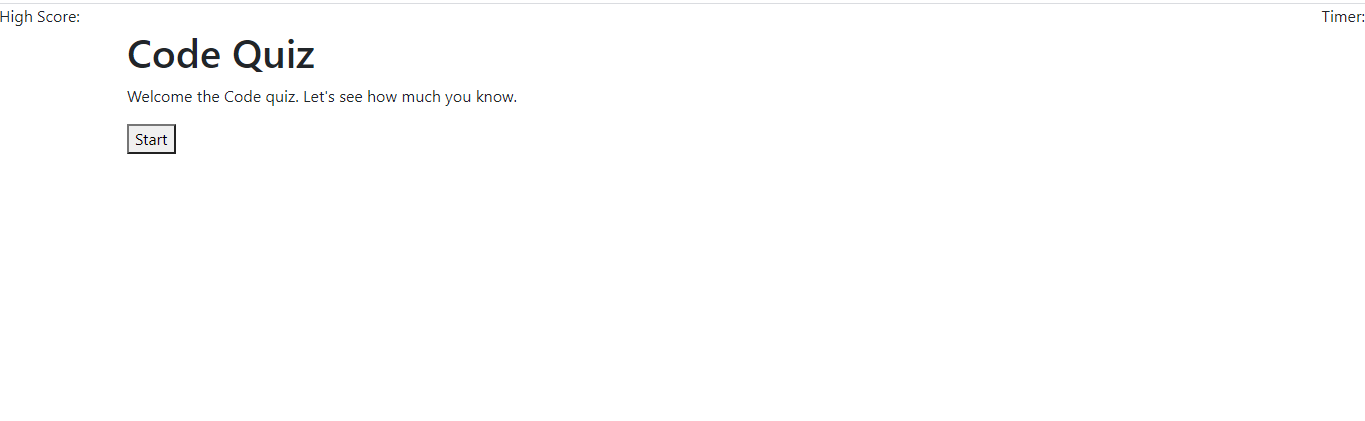 High Score:
Timer:
Code Quiz
Welcome the Code quiz. Let's see how much you know.
Start